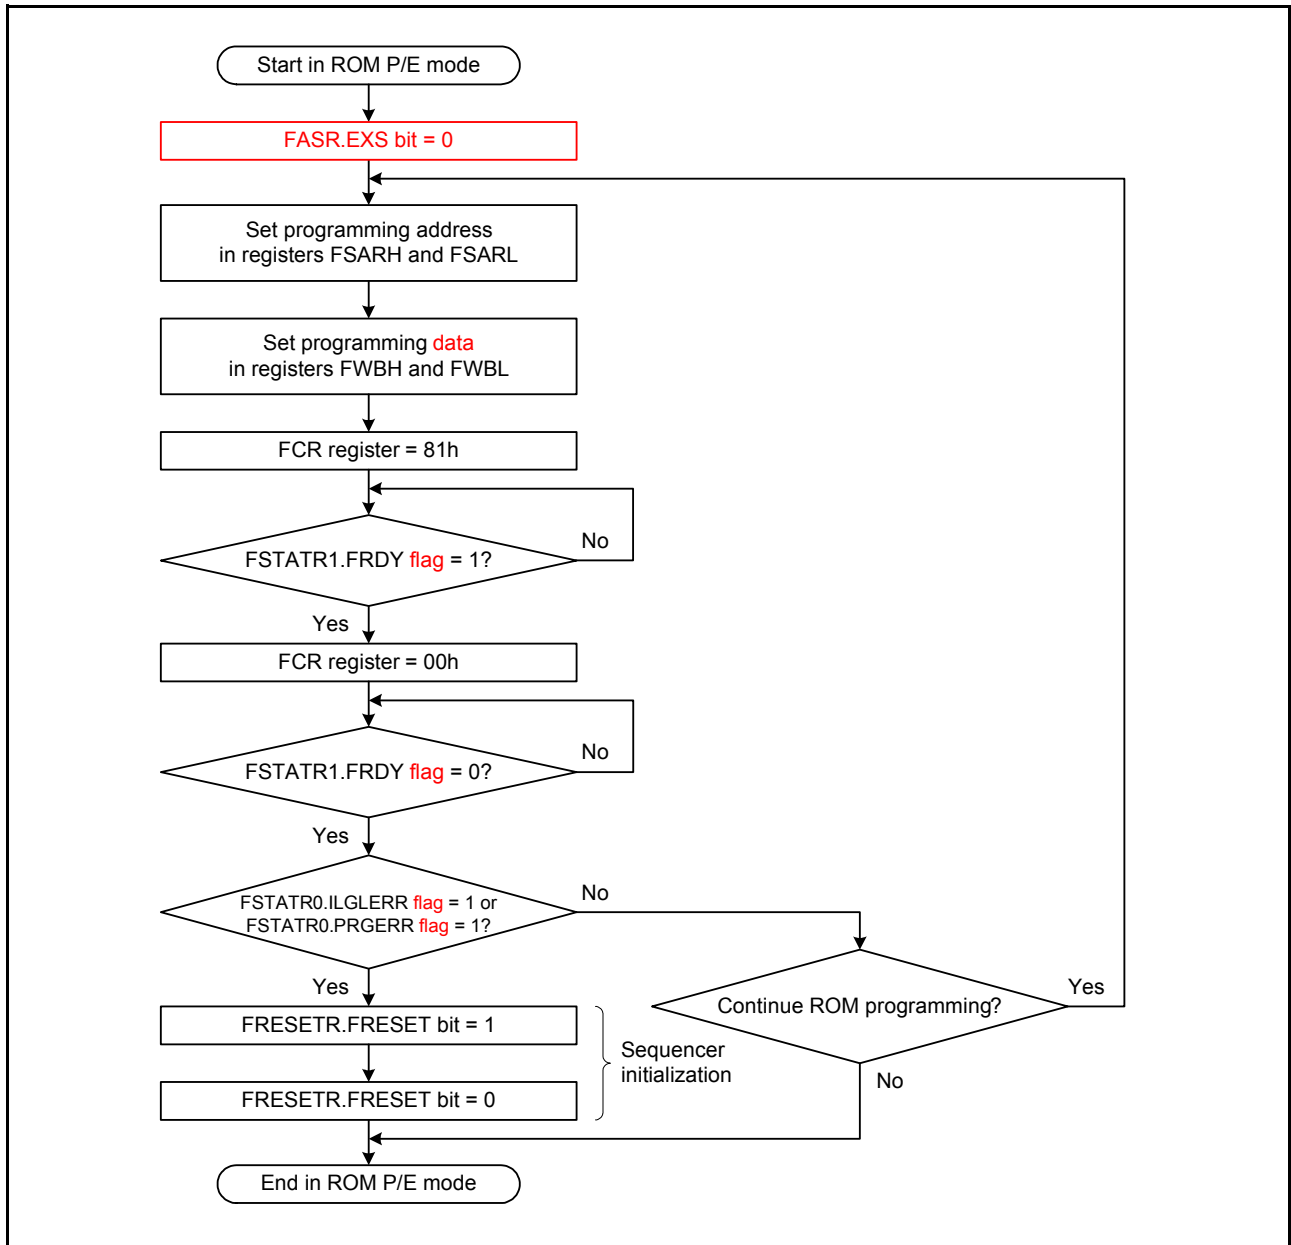 Start in ROM P/E mode
FASR.EXS bit = 0
Set programming address
in registers FSARH and FSARL
Set programming data
in registers FWBH and FWBL
FCR register = 81h
FSTATR1.FRDY flag = 1?
No
Yes
FCR register = 00h
FSTATR1.FRDY flag = 0?
No
Yes
FSTATR0.ILGLERR flag = 1 or
FSTATR0.PRGERR flag = 1?
No
Yes
Continue ROM programming?
Yes
No
FRESETR.FRESET bit = 1
FRESETR.FRESET bit = 0
Sequencer
initialization
End in ROM P/E mode